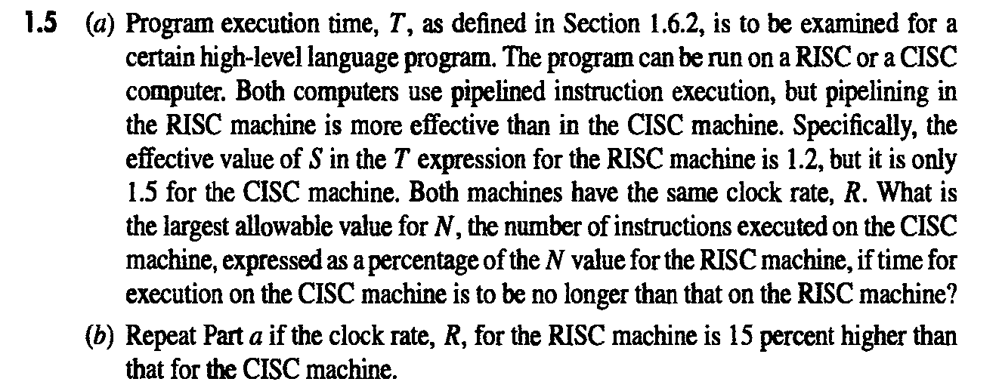 1.5 (a) Program execution time, T, as defined in Section 1.6.2, is to be examined for a
certain high-level language program. The program can be run on a RISC or a CISC
computer. Both computers use pipelined instruction execution, but pipelining in
the RISC machine is more effective than in the CISC machine. Specifically, the
effective value of S in the T expression for the RISC machine is 1.2, but it is only
1.5 for the CISC machine. Both machines have the same clock rate, R. What is
the largest allowable value for N, the number of instructions executed on the CISC
machine, expressed as a percentage of the N value for the RISC machine, if time for
execution on the CISC machine is to be no longer than that on the RISC machine?
(b) Repeat Part a if the clock rate, R, for the RISC machine is 15 percent higher than
that for the CISC machine.